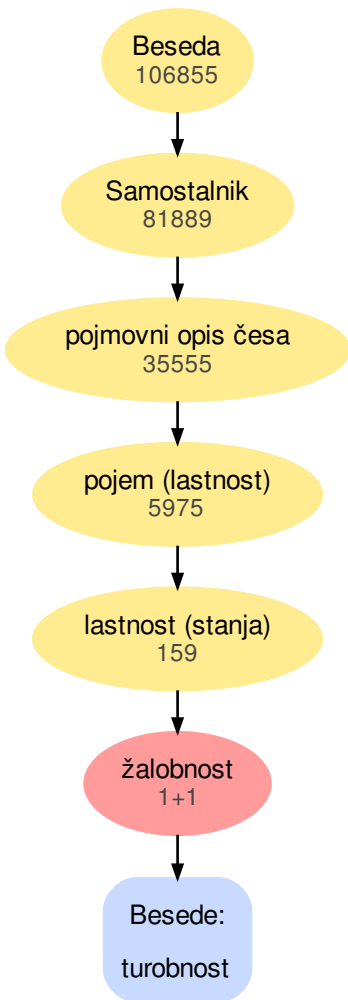 Beseda
106855
Samostalnik
81889
pojmovni opis česa
35555
pojem (lastnost)
5975
lastnost (stanja)
159
žalobnost
1+1
Besede:
turobnost